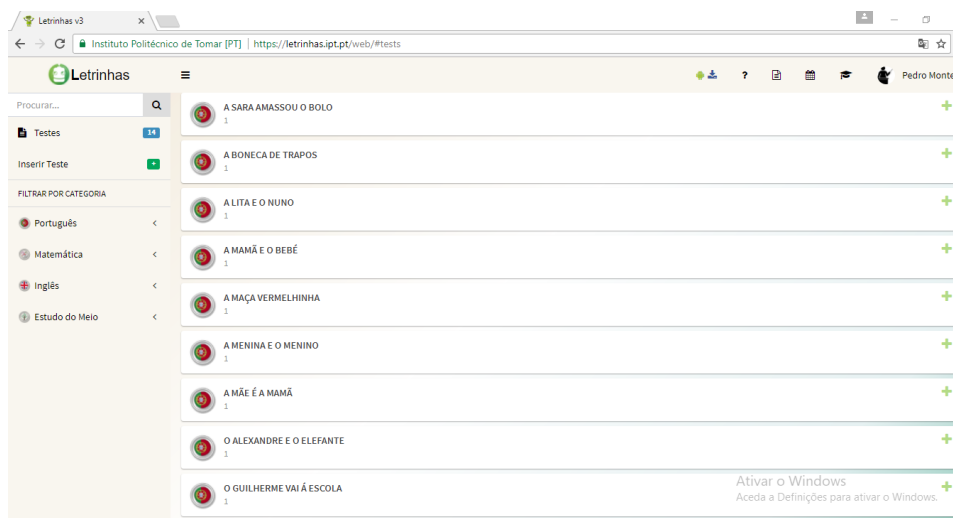 Letrinhas v3
Instituto Politécnico de Tomar [PT] | https://letrinhas.ipt.pt/web/#tests
Letrinhas
?
Pedro Monte
Procurar...
Testes 14
Inserir Teste +
FILTRAR POR CATEGORIA
Português
Matemática
Inglês
Estudo do Meio
A SARA AMASSOU O BOLO
1
A BONECA DE TRAPOS
1
A LITA E O NUNO
1
A MAMÃ E O BEBÉ
1
A MAÇA VERMELHINHA
1
A MENINA E O MENINO
1
A MÃE É A MAMÃ
1
O ALEXANDRE E O ELEFANTE
1
O GUILHERME VAI Á ESCOLA
1
Ativar o Windows
Aceda a Definições para ativar o Windows.